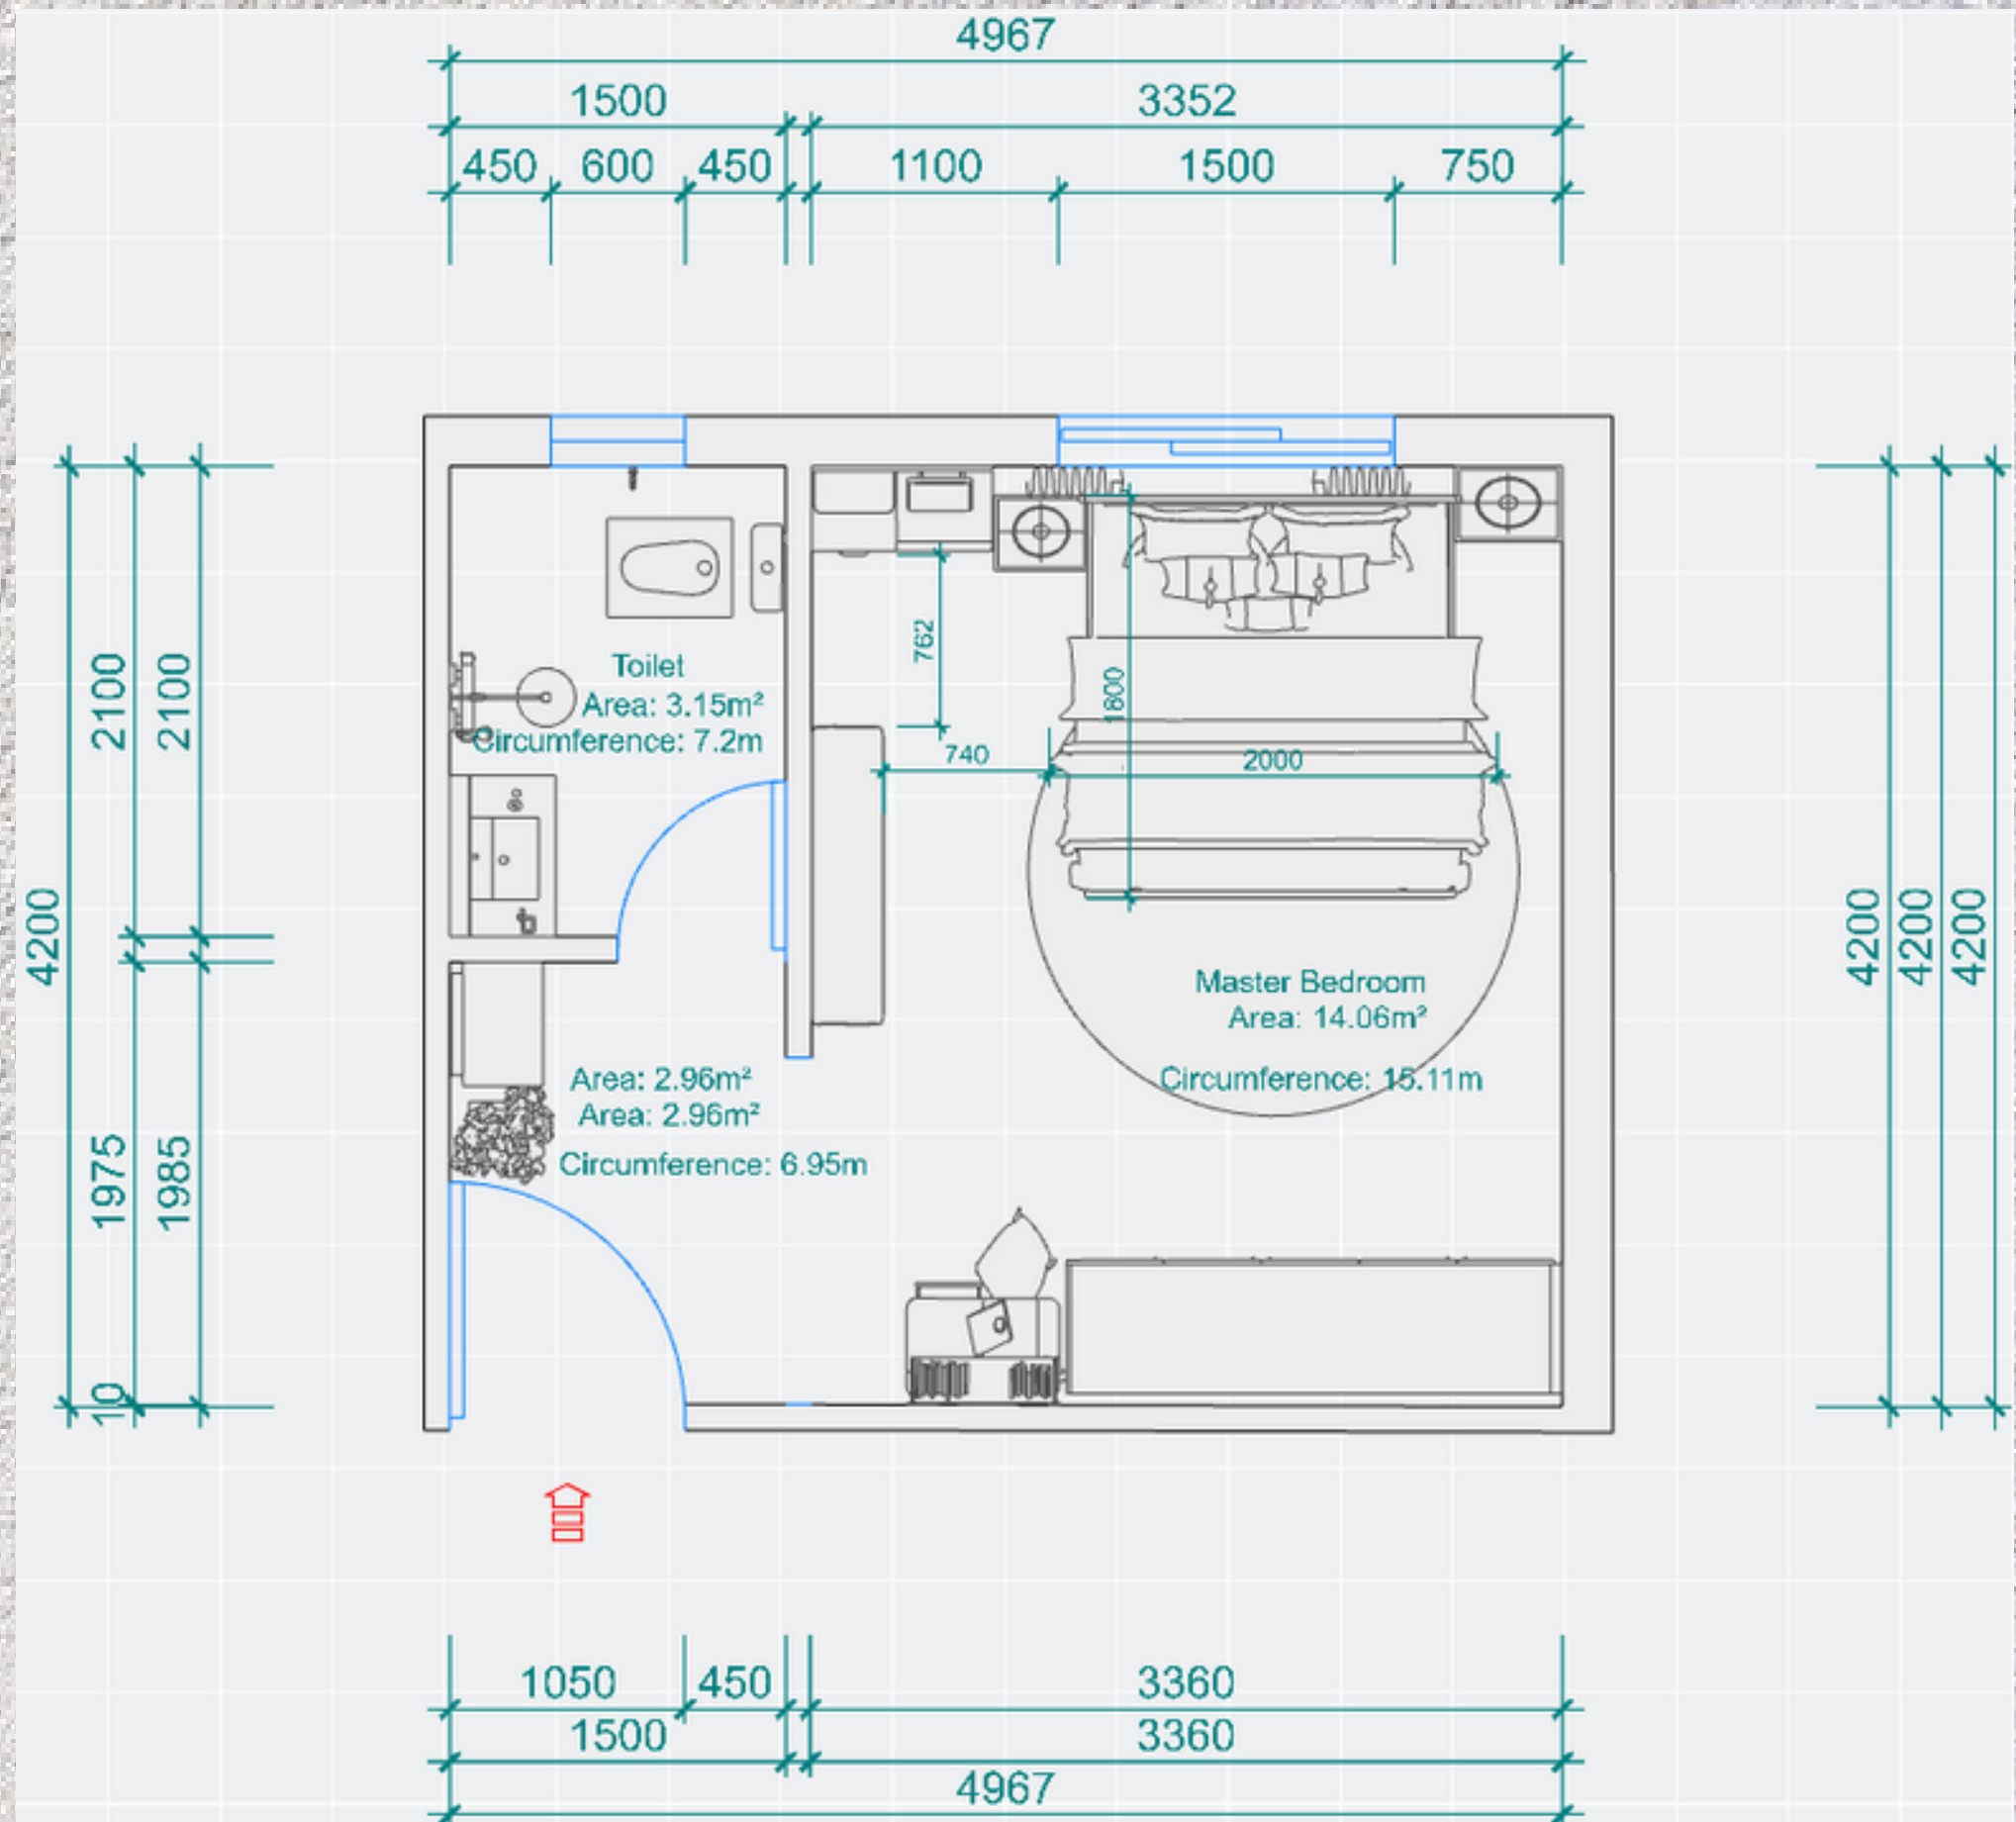 4967
1500 3352
450 600 450 1100 1500 750
4200
2100
2100
1975
1985
10
762
1800
740
2000
Toilet
Area: 3.15m²
Circumference: 7.2m
Master Bedroom
Area: 14.06m²
Circumference: 15.11m
Area: 2.96m²
Area: 2.96m²
Circumference: 6.95m
4200
4200
4200
1050 450 3360
1500 3360
4967